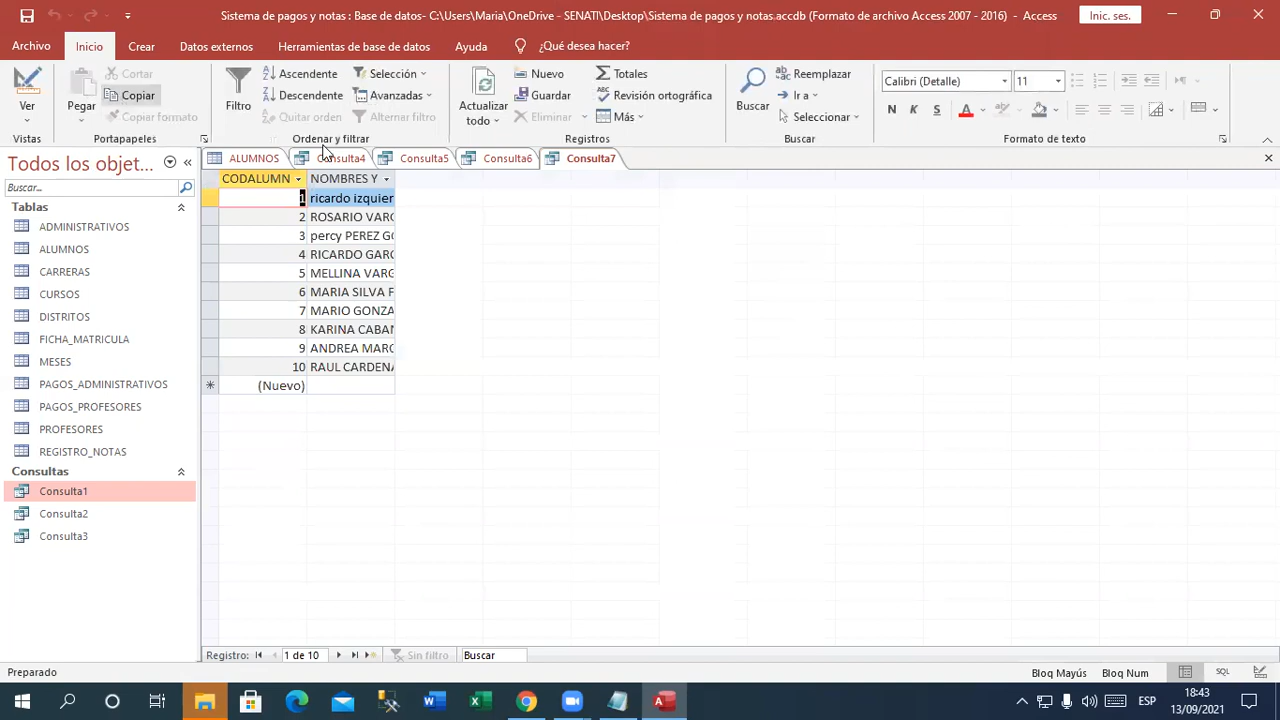 Sistema de pagos y notas : Base de datos- C:\Users\Maria\OneDrive - SENATI\Desktop\Sistema de pagos y notas.accdb (Formato de archivo Access 2007 - 2016) - Access
Inic. ses.
Archivo Inicio Crear Datos externos Herramientas de base de datos Ayuda ¿Qué desea hacer?
Ver
Vistas
Pegar
Cortar
Copiar
Copiar formato
Portapapeles
Filtro
Ascendente
Descendente
Quitar orden
Selección
Avanzadas
Alternar filtro
Ordenar y filtrar
Actualizar
todo
Nuevo
Guardar
Eliminar
Totales
Revisión ortográfica
Más
Registros
Buscar
Reemplazar
Ir a
Seleccionar
Buscar
Calibri (Detalle) 11
N K S A
Formato de texto
Todos los objet...
Buscar...
Tablas
ADMINISTRATIVOS
ALUMNOS
CARRERAS
CURSOS
DISTRITOS
FICHA_MATRICULA
MESES
PAGOS_ADMINISTRATIVOS
PAGOS_PROFESORES
PROFESORES
REGISTRO_NOTAS
Consultas
Consulta1
Consulta2
Consulta3
ALUMNOS Consulta4 Consulta5 Consulta6 Consulta7
CODALUMN NOMBRES Y
1 ricardo izquier
2 ROSARIO VARG
3 percy PEREZ GO
4 RICARDO GARC
5 MELLINA VARG
6 MARIA SILVA F
7 MARIO GONZA
8 KARINA CABAN
9 ANDREA MARC
10 RAUL CARDENA
(Nuevo)
Registro: 1 de 10 Sin filtro Buscar
Preparado Bloq Mayús Bloq Num SQL
ESP
18:43
13/09/2021